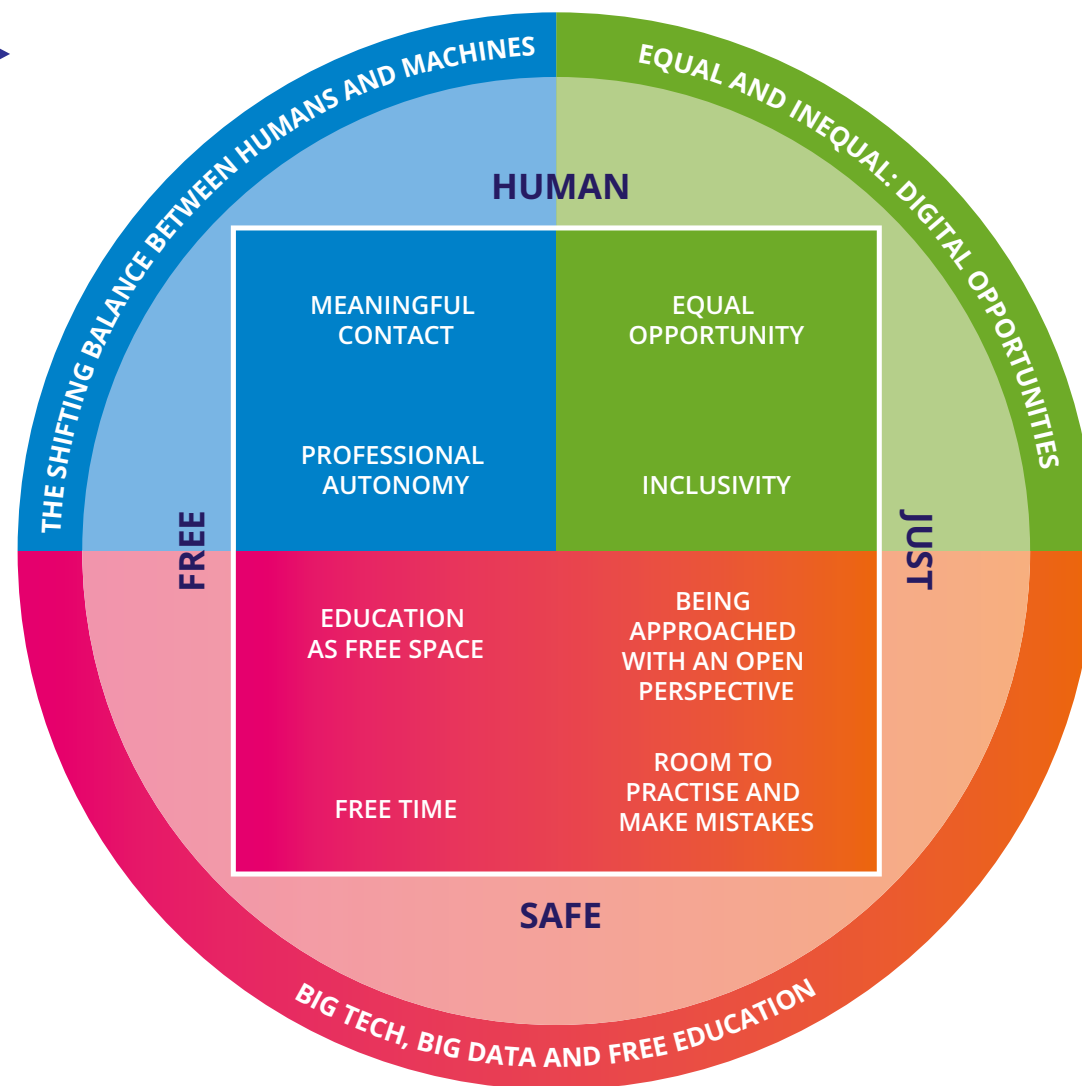 THE SHIFTING BALANCE BETWEEN HUMANS AND MACHINES
EQUAL AND INEQUAL: DIGITAL OPPORTUNITIES
HUMAN
MEANINGFUL
CONTACT
EQUAL
OPPORTUNITY
PROFESSIONAL
AUTONOMY
INCLUSIVITY
FREE
JUST
EDUCATION
AS FREE SPACE
BEING
APPROACHED
WITH AN OPEN
PERSPECTIVE
FREE TIME
ROOM TO
PRACTISE AND
MAKE MISTAKES
SAFE
BIG TECH, BIG DATA AND FREE EDUCATION